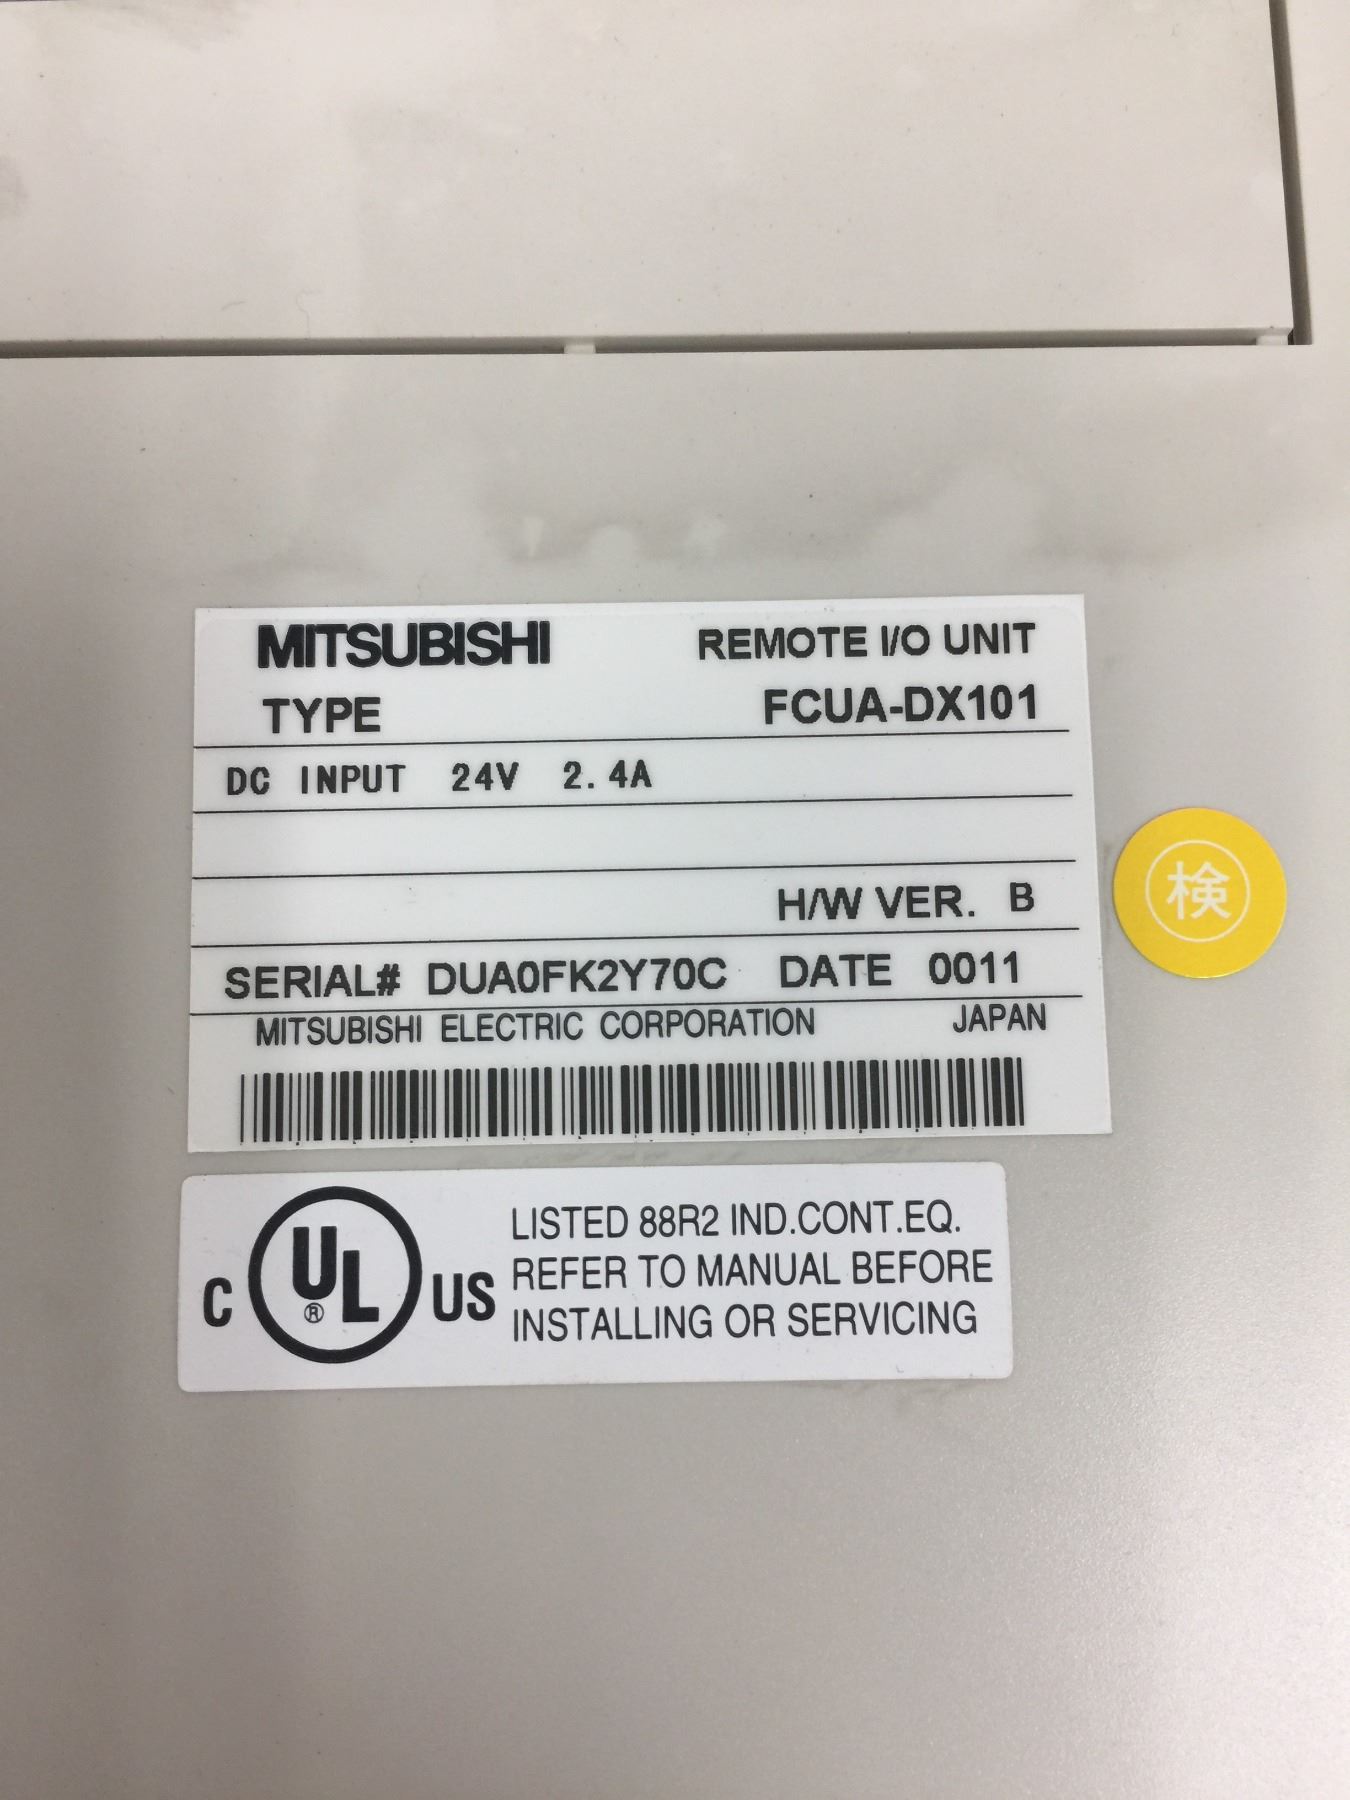 MITSUBISHI REMOTE I/O UNIT
TYPE FCUA-DX101
DC INPUT 24V 2.4A
H/W VER. B
検
SERIAL# DUA0FK2Y70C DATE 0011
MITSUBISHI ELECTRIC CORPORATION JAPAN
C UL ® US
LISTED 88R2 IND.CONT.EQ.
REFER TO MANUAL BEFORE
INSTALLING OR SERVICING